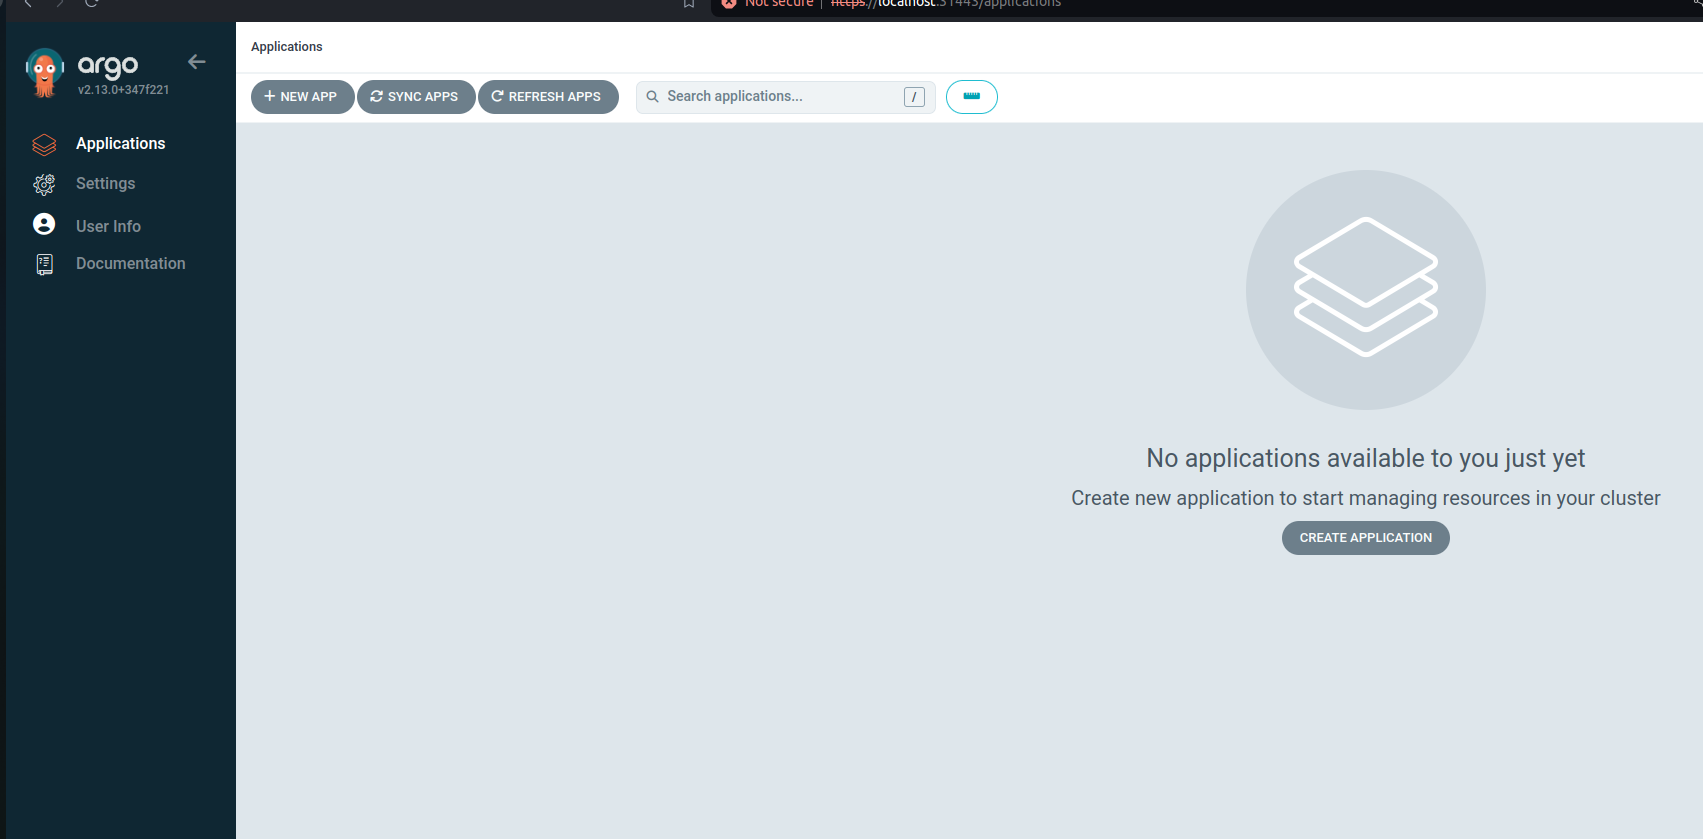 Not secure | https://localhost:31443/applications
argo
v2.13.0+347f221
Applications
Settings
User Info
Documentation
Applications
NEW APP
SYNC APPS
REFRESH APPS
Search applications...
/
No applications available to you just yet
Create new application to start managing resources in your cluster
CREATE APPLICATION